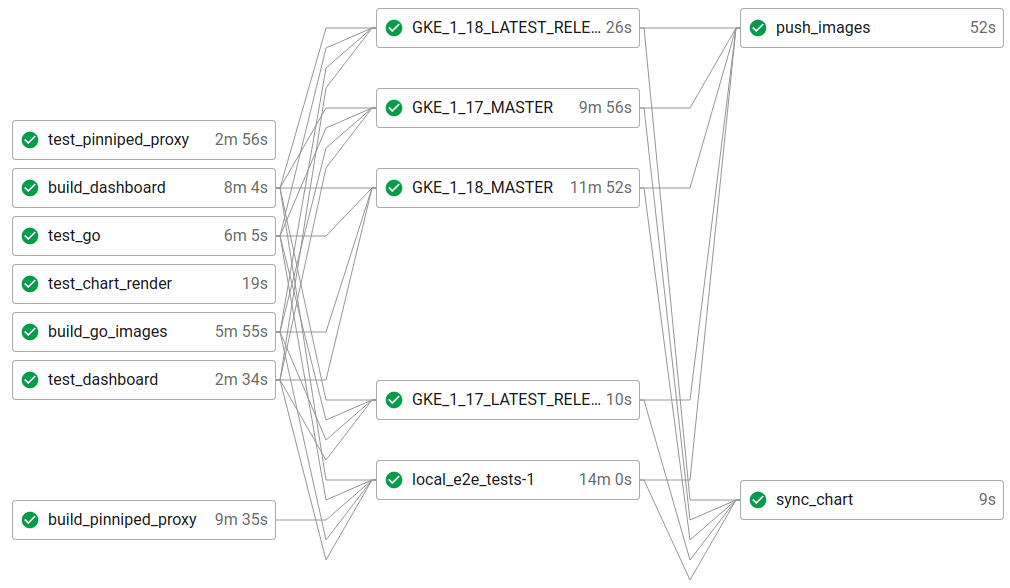 test_pinniped_proxy 2m 56s
build_dashboard 8m 4s
test_go 6m 5s
test_chart_render 19s
build_go_images 5m 55s
test_dashboard 2m 34s
build_pinniped_proxy 9m 35s
GKE_1_18_LATEST_RELE... 26s
GKE_1_17_MASTER 9m 56s
GKE_1_18_MASTER 11m 52s
GKE_1_17_LATEST_RELE... 10s
local_e2e_tests-1 14m 0s
push_images 52s
sync_chart 9s